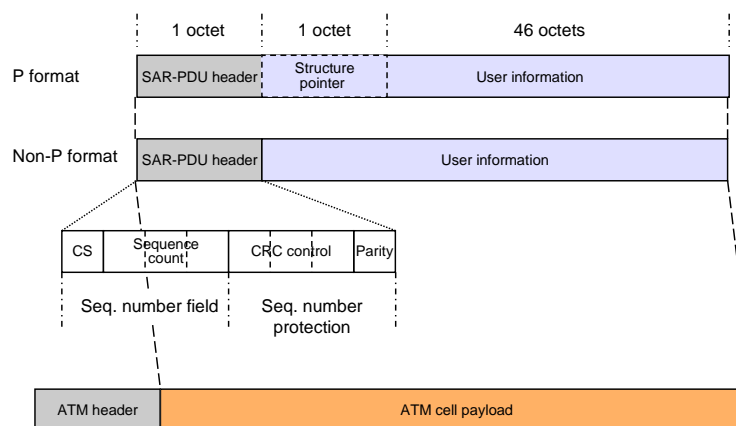 1 octet 1 octet 46 octets
P format
SAR-PDU header
Structure
pointer
User information
Non-P format
SAR-PDU header
User information
CS
Sequence
count
CRC control
Parity
Seq. number field
Seq. number
protection
ATM header
ATM cell payload